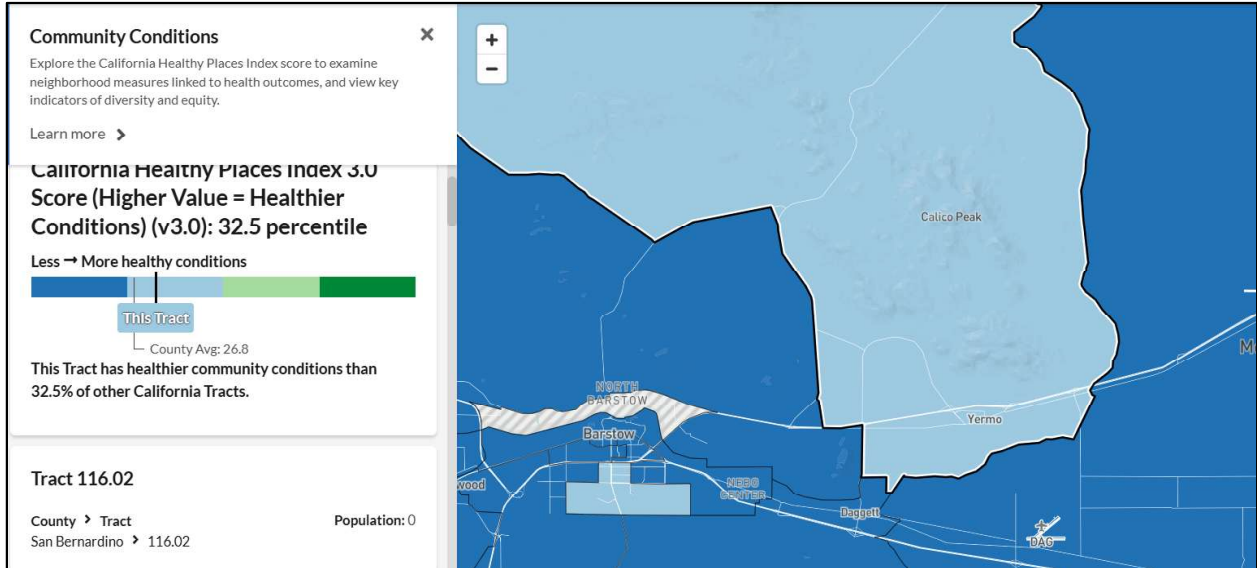 Community Conditions
Explore the California Healthy Places Index score to examine
neighborhood measures linked to health outcomes, and view key
indicators of diversity and equity.
Learn more
California Healthy Places Index 3.0
Score (Higher Value = Healthier
Conditions) (v3.0): 32.5 percentile
Less → More healthy conditions
This Tract
County Avg: 26.8
This Tract has healthier community conditions than
32.5% of other California Tracts.
Tract 116.02
County > Tract
Population: 0
San Bernardino > 116.02
+
−
Calico Peak
NORTH
BARSTOW
Barstow
Yermo
wood
NEBO
CENTER
Daggett
DAG
M